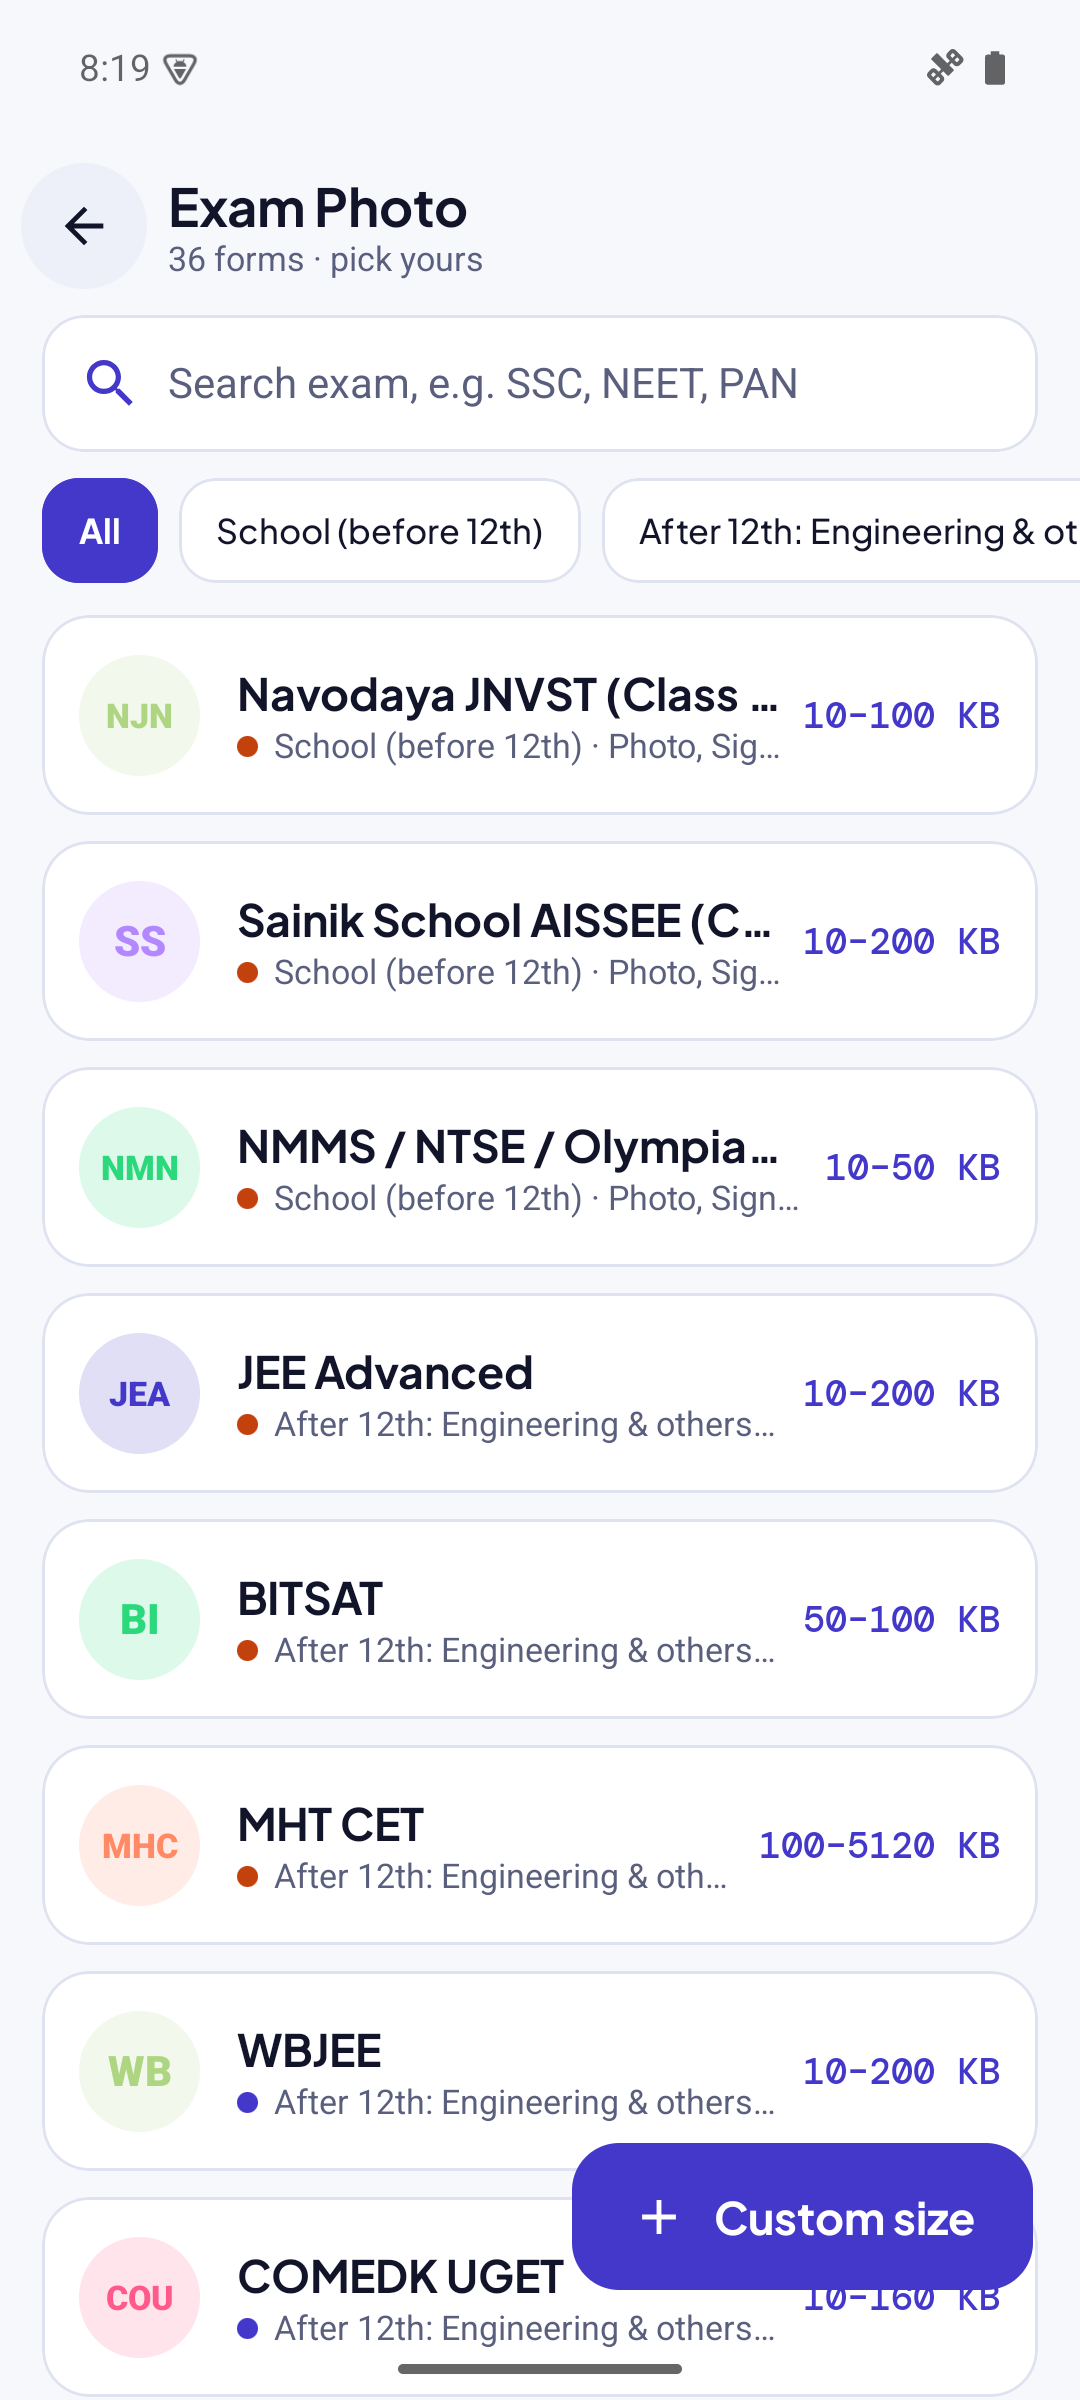 8:19
Exam Photo
36 forms · pick yours
Search exam, e.g. SSC, NEET, PAN
All
School (before 12th)
After 12th: Engineering & ot
NJN
Navodaya JNVST (Class ...
School (before 12th) · Photo, Sig...
10-100 KB
SS
Sainik School AISSEE (C...
School (before 12th) · Photo, Sig...
10-200 KB
NMN
NMMS / NTSE / Olympia...
School (before 12th) · Photo, Sign...
10-50 KB
JEA
JEE Advanced
After 12th: Engineering & others...
10-200 KB
BI
BITSAT
After 12th: Engineering & others...
50-100 KB
MHC
MHT CET
After 12th: Engineering & oth...
100-5120 KB
WB
WBJEE
After 12th: Engineering & others...
10-200 KB
Custom size
COU
COMEDK UGET
After 12th: Engineering & others...
10-160 KB